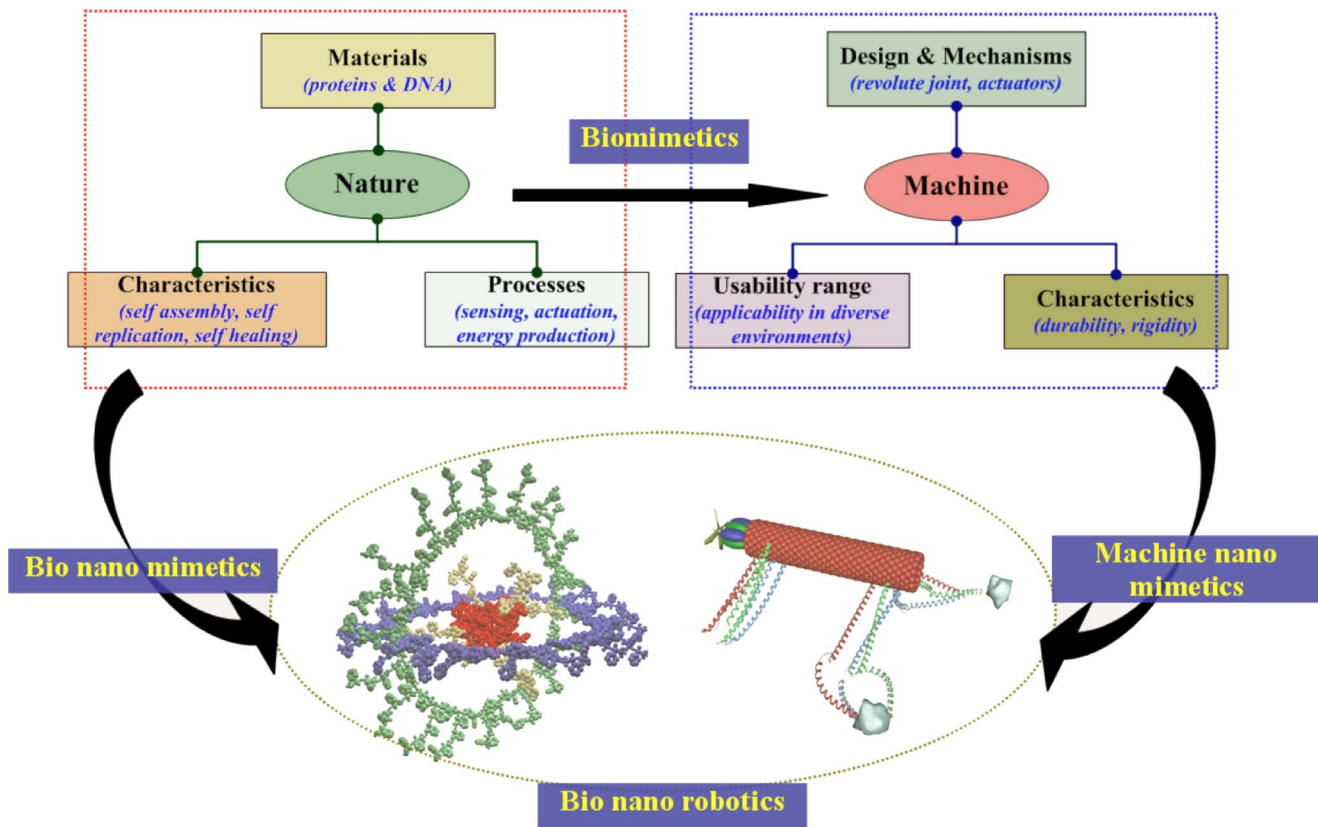 Materials
(proteins & DNA)
Nature
Characteristics
(self assembly, self
replication, self healing)
Processes
(sensing, actuation,
energy production)
Biomimetics
Design & Mechanisms
(revolute joint, actuators)
Machine
Usability range
(applicability in diverse
environments)
Characteristics
(durability, rigidity)
Bio nano mimetics
Machine nano
mimetics
Bio nano robotics